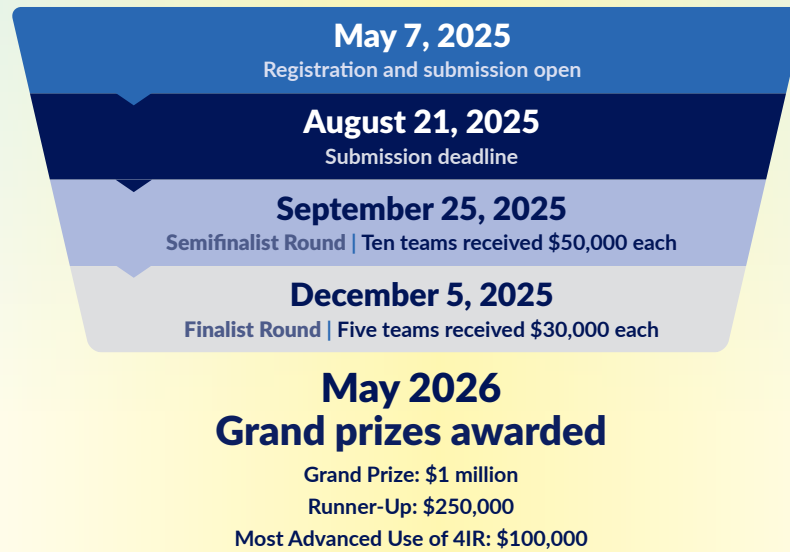 May 7, 2025
Registration and submission open
August 21, 2025
Submission deadline
September 25, 2025
Semifinalist Round | Ten teams received $50,000 each
December 5, 2025
Finalist Round | Five teams received $30,000 each
May 2026
Grand prizes awarded
Grand Prize: $1 million
Runner-Up: $250,000
Most Advanced Use of 4IR: $100,000